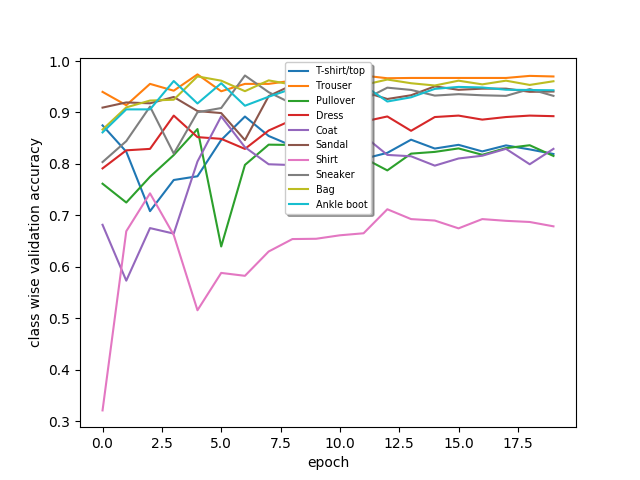 1.0
0.9
0.8
0.7
0.6
0.5
0.4
0.3
class wise validation accuracy
T-shirt/top
Trouser
Pullover
Dress
Coat
Sandal
Shirt
Sneaker
Bag
Ankle boot
0.0 2.5 5.0 7.5 10.0 12.5 15.0 17.5
epoch